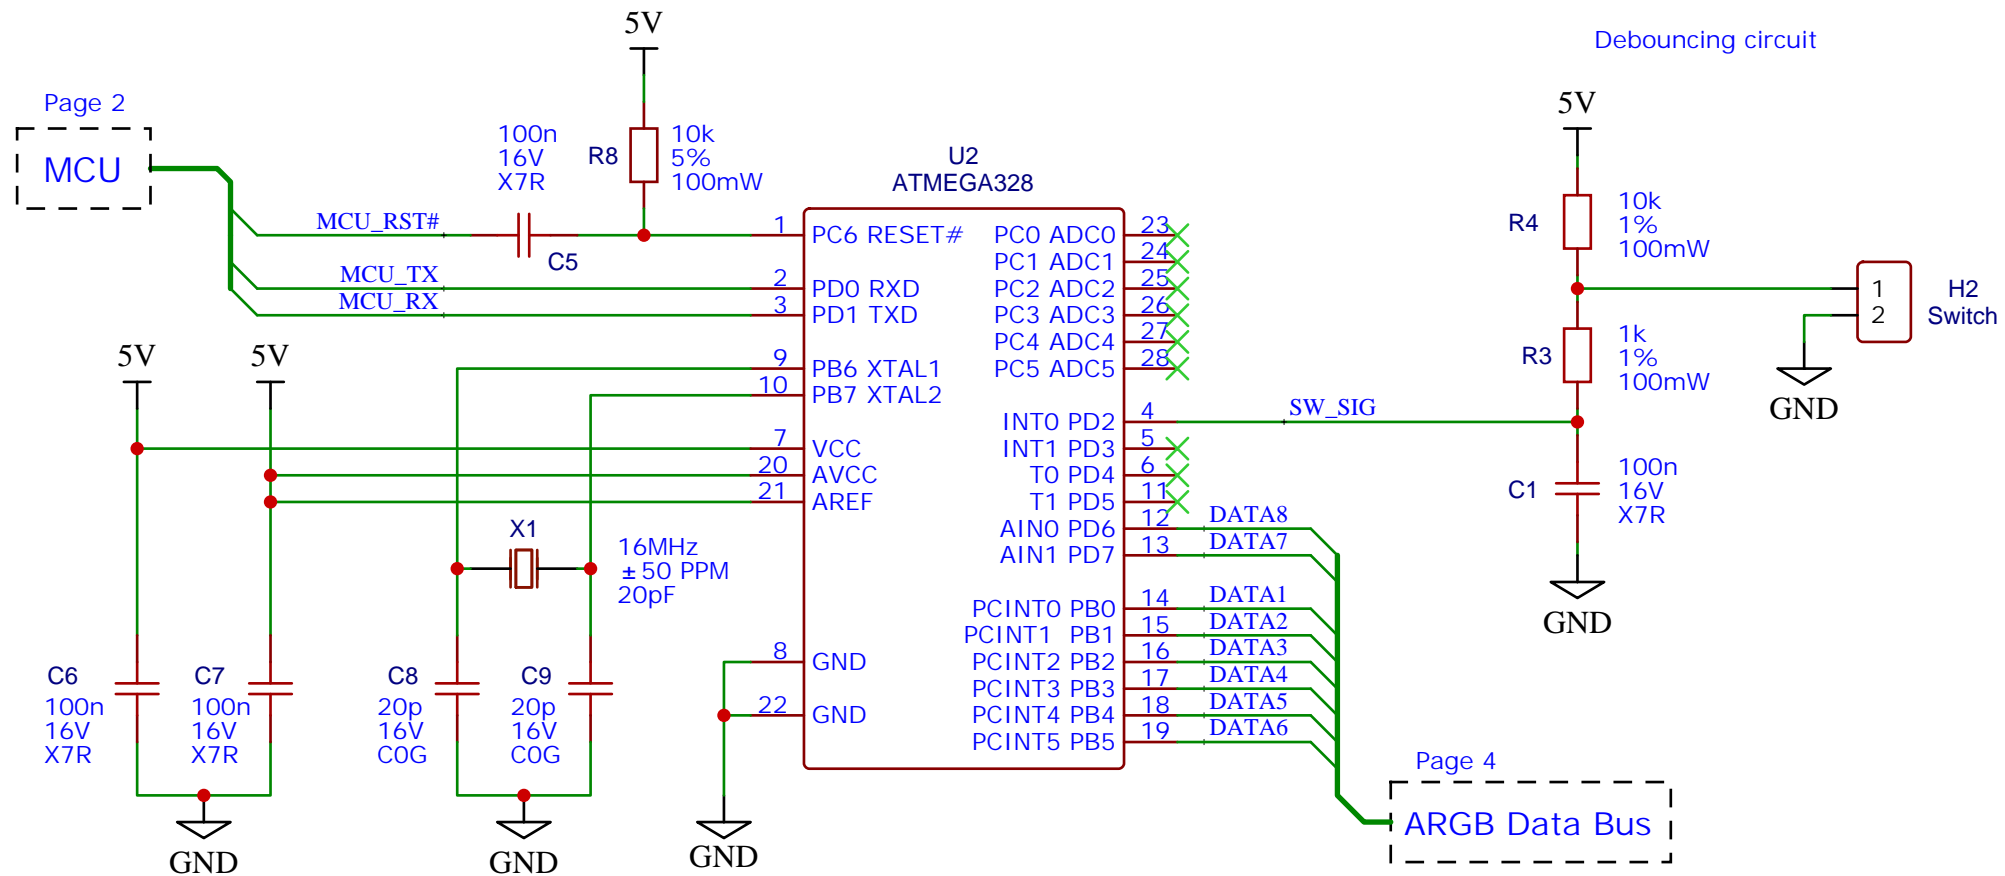 Debouncing circuit
Page 2
MCU
5V
100n
16V
X7R
C5
R8
10k
5%
100mW
MCU_RST#
MCU_TX
MCU_RX
5V
5V
C6
100n
16V
X7R
C7
100n
16V
X7R
GND
X1
16MHz
±50 PPM
20pF
C8
20p
16V
C0G
C9
20p
16V
C0G
GND
GND
U2
ATMEGA328
1 PC6 RESET#
2 PD0 RXD
3 PD1 TXD
9 PB6 XTAL1
10 PB7 XTAL2
7 VCC
20 AVCC
21 AREF
8 GND
22 GND
PC0 ADC0 23
PC1 ADC1 24
PC2 ADC2 25
PC3 ADC3 26
PC4 ADC4 27
PC5 ADC5 28
INT0 PD2 4 SW_SIG
INT1 PD3 5
T0 PD4 6
T1 PD5 11
AIN0 PD6 12 DATA8
AIN1 PD7 13 DATA7
PCINT0 PB0 14 DATA1
PCINT1 PB1 15 DATA2
PCINT2 PB2 16 DATA3
PCINT3 PB3 17 DATA4
PCINT4 PB4 18 DATA5
PCINT5 PB5 19 DATA6
5V
R4
10k
1%
100mW
R3
1k
1%
100mW
C1
100n
16V
X7R
GND
1
2
H2
Switch
GND
Page 4
ARGB Data Bus